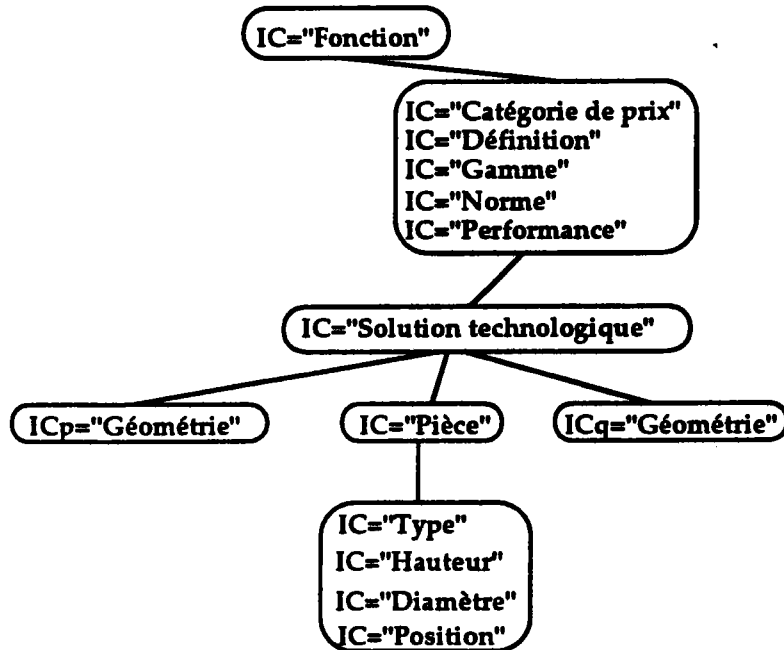 IC="Fonction"
IC="Catégorie de prix"
IC="Définition"
IC="Gamme"
IC="Norme"
IC="Performance"
IC="Solution technologique"
ICp="Géométrie"
IC="Pièce"
ICq="Géométrie"
IC="Type"
IC="Hauteur"
IC="Diamètre"
IC="Position"